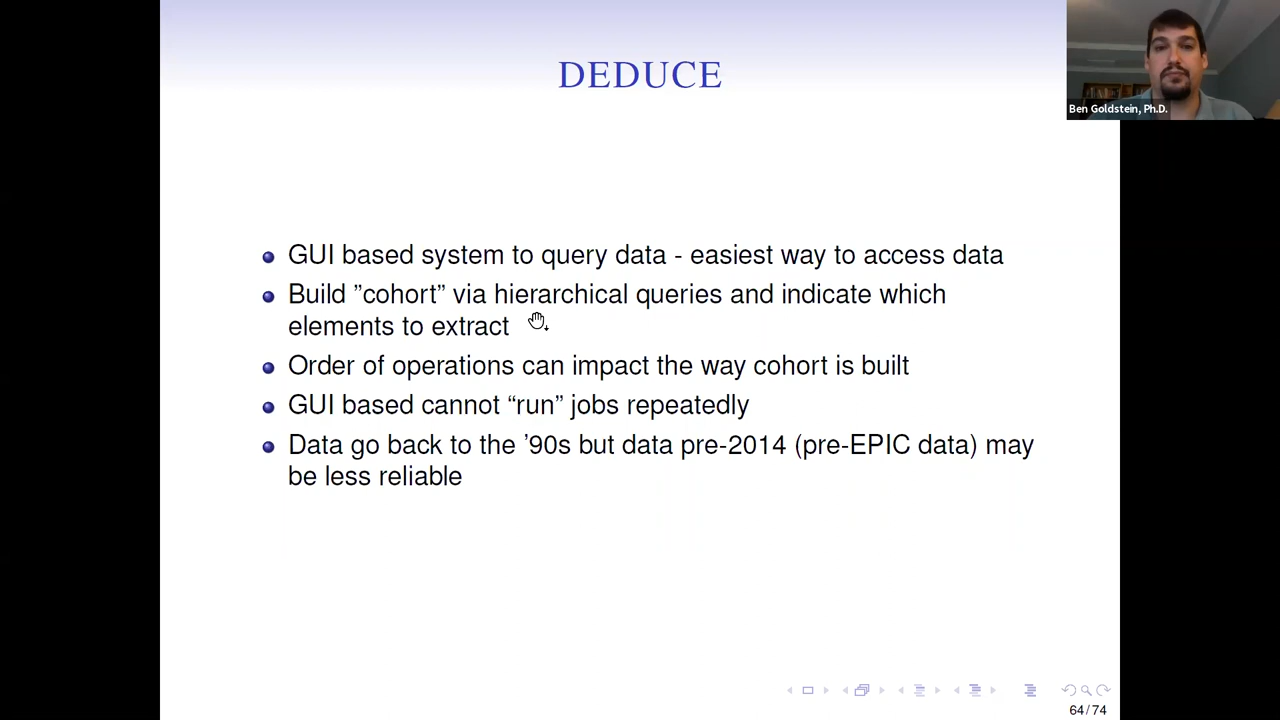 DEDUCE
Ben Goldstein, Ph.D.
GUI based system to query data - easiest way to access data
Build ”cohort” via hierarchical queries and indicate which
elements to extract
Order of operations can impact the way cohort is built
GUI based cannot “run” jobs repeatedly
Data go back to the ’90s but data pre-2014 (pre-EPIC data) may
be less reliable
64/74